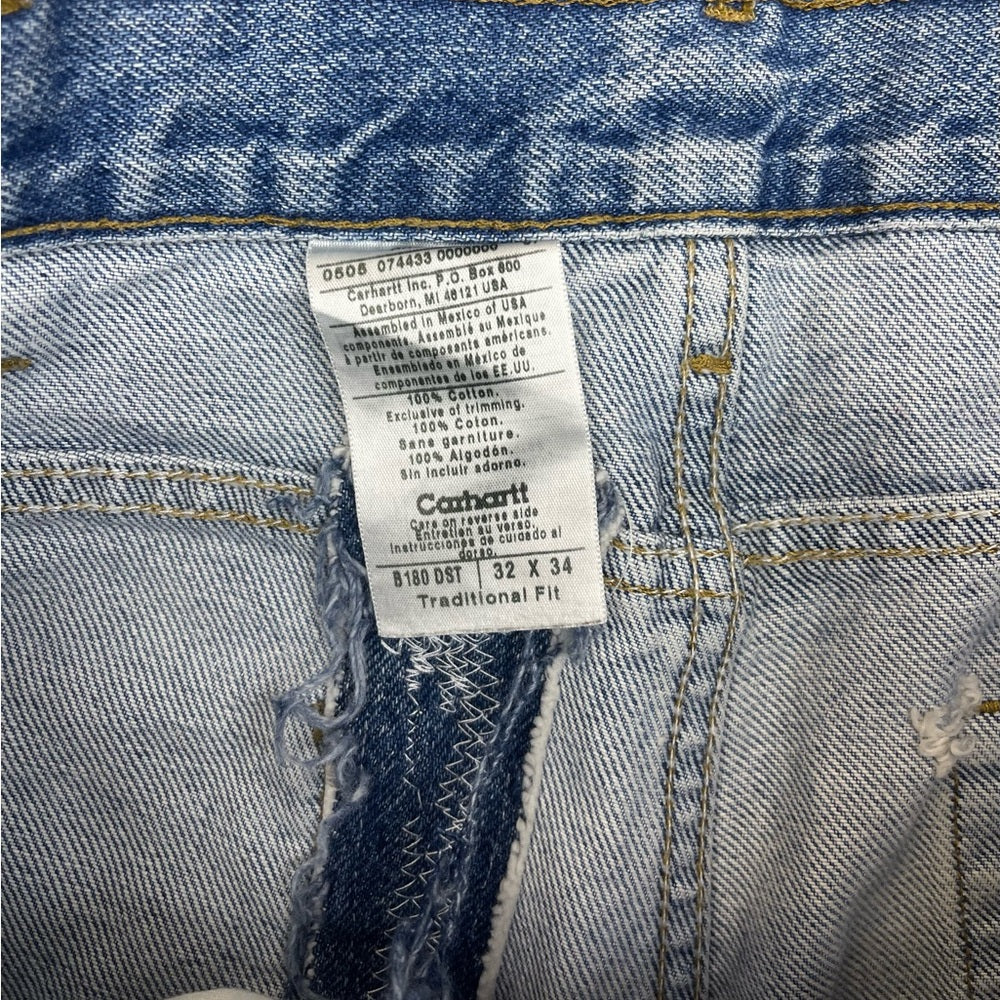 0505 074433
Carhartt Inc. P.O. Box 600
Dearborn, MI 48121 USA
Assembled in Mexico of USA
components. Assemblé au Mexique
à partir de composants américans.
Ensamblado en México de
componentes de los EE.UU.
100% Cotton.
Exclusive of trimming.
100% Coton.
Sans garniture.
100% Algodón.
Sin incluir adorno.
Carhartt
Care on reverse side
Entretien au verso.
Instrucciónes de cuidado al
dorso.
B180 DST 32 X 34
Traditional Fit